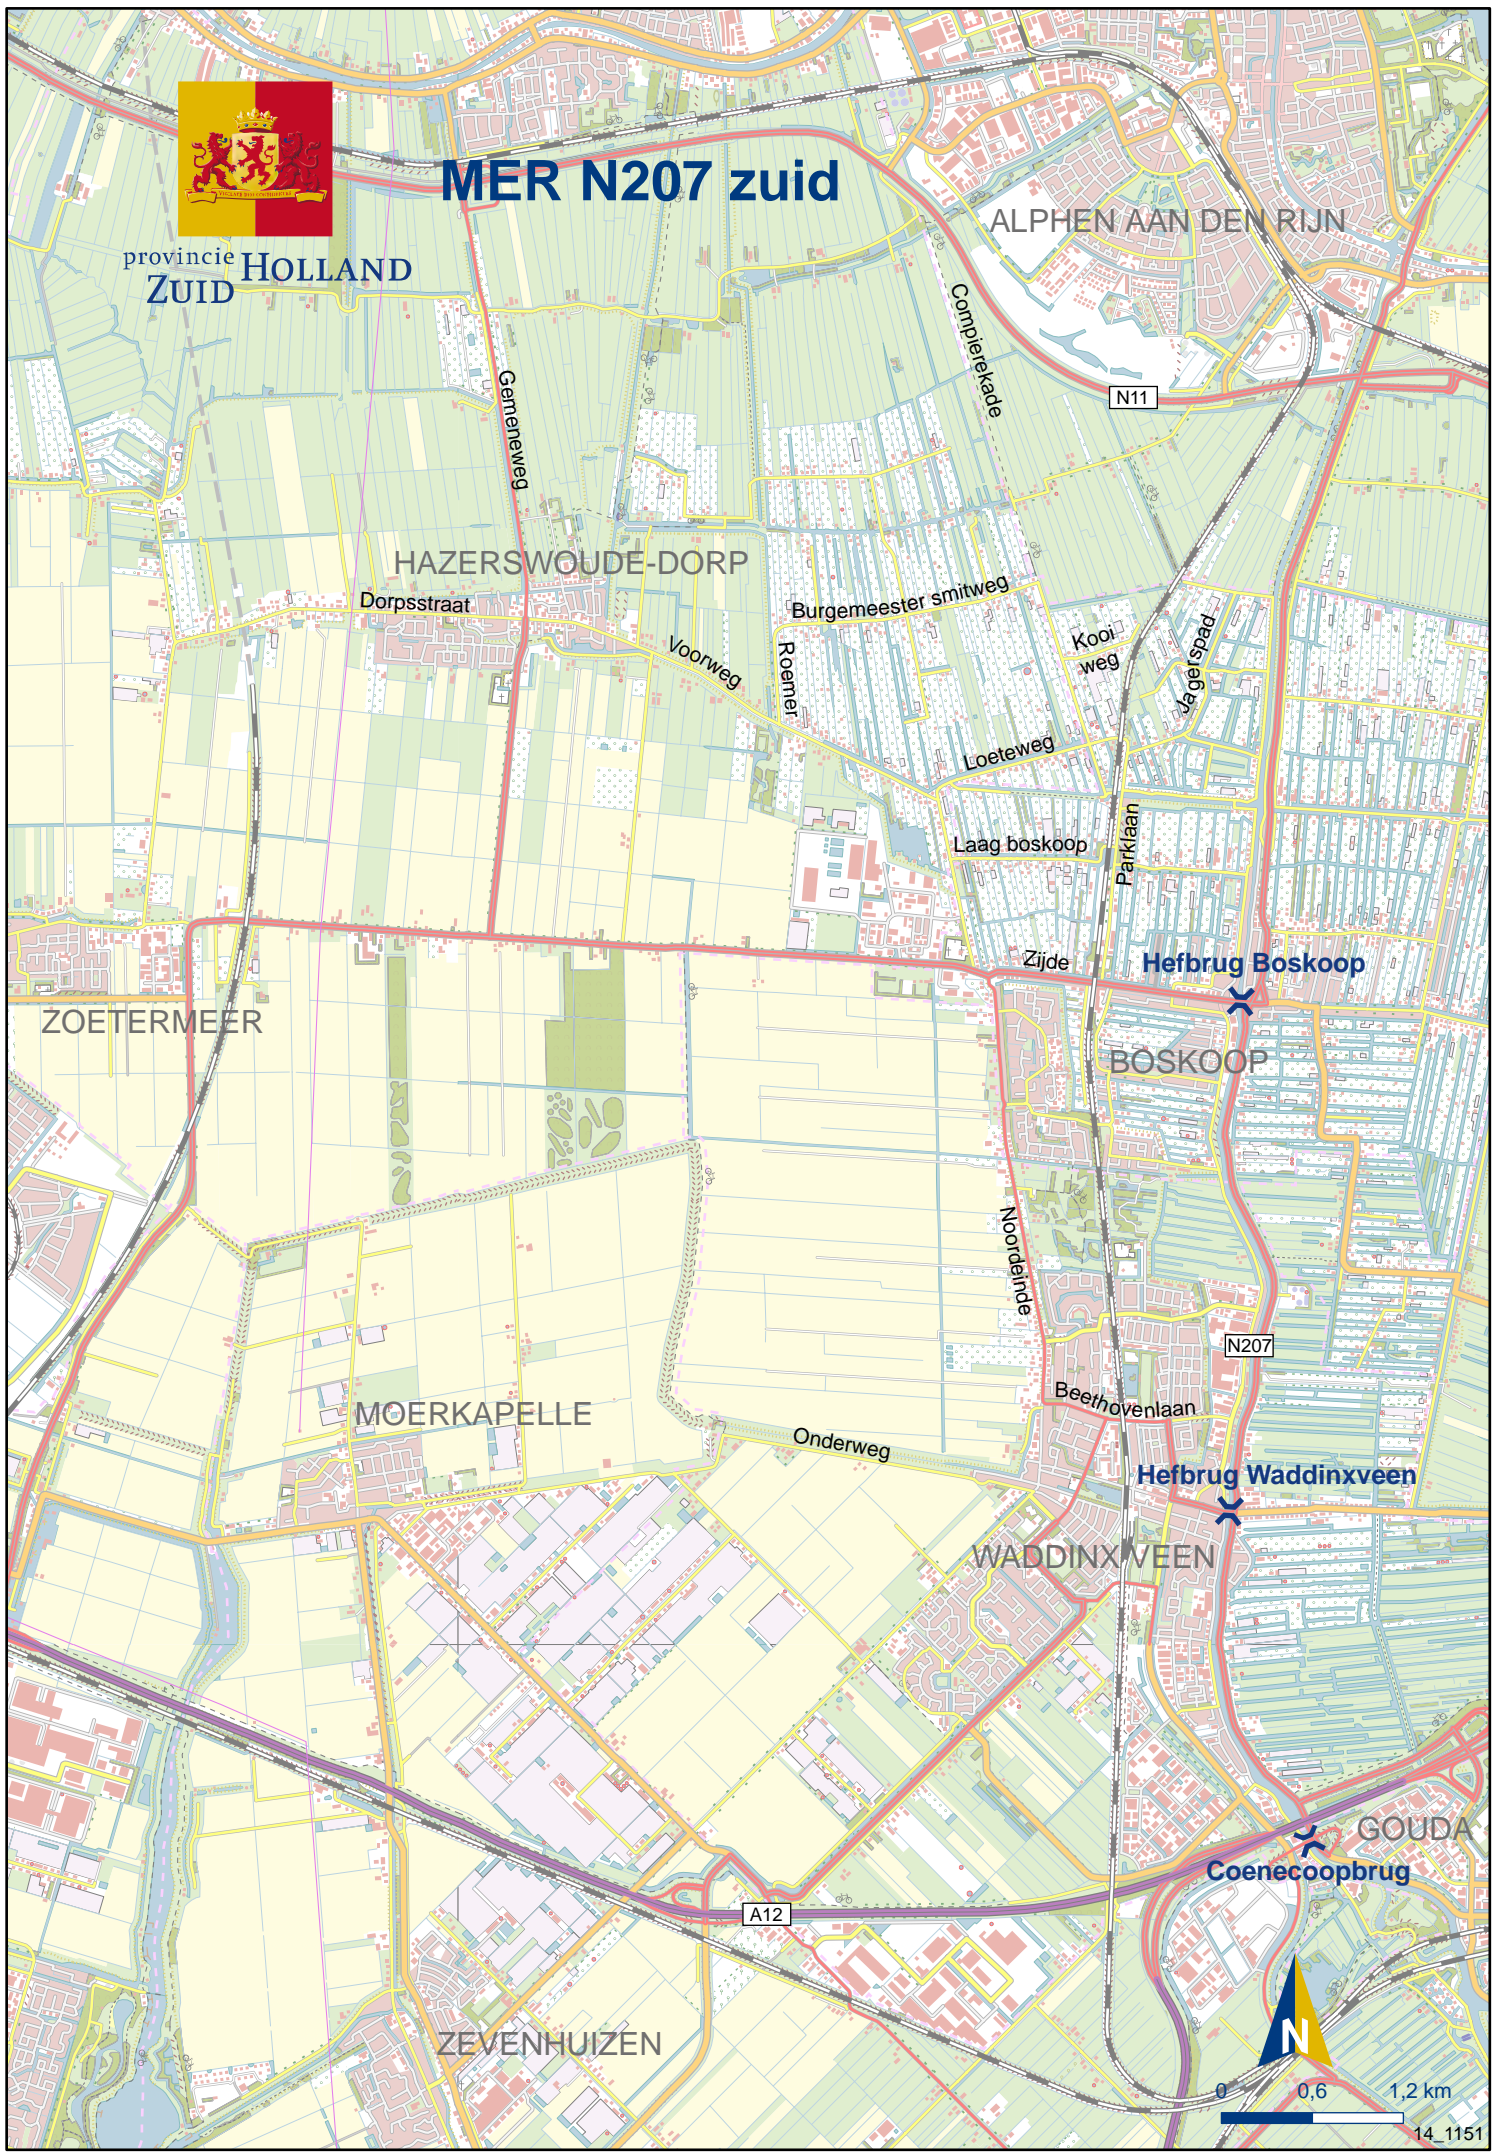 MER N207 zuid
provincie HOLLAND
ZUID
ALPHEN AAN DEN RIJN
Compierekade
N11
Gemeneweg
HAZERSWOUDE-DORP
Dorpsstraat
Burgemeester smitweg
Voorweg
Roemer
Kooi
weg
Jagerspad
Loeteweg
Laag boskoop
Parklaan
Zijde
Hefbrug Boskoop
ZOETERMEER
BOSKOOP
Noordeinde
N207
Beethovenlaan
MOERKAPELLE
Onderweg
Hefbrug Waddinxveen
WADDINXVEEN
GOUDA
Coenecoopbrug
A12
ZEVENHUIZEN
N
0 0,6 1,2 km
14_1151